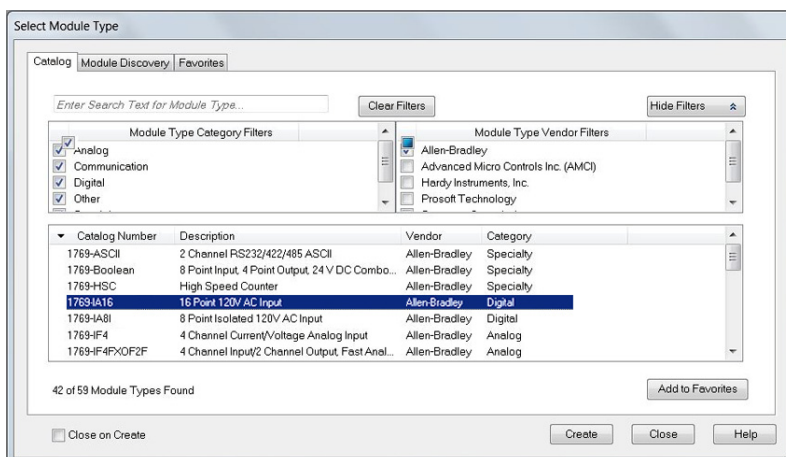 Select Module Type
Catalog Module Discovery Favorites
Enter Search Text for Module Type... Clear Filters Hide Filters
Module Type Category Filters Module Type Vendor Filters
Analog Allen-Bradley
Communication Advanced Micro Controls Inc. (AMCI)
Digital Hardy Instruments, Inc.
Other Prosoft Technology
Catalog Number Description Vendor Category
1769-ASCII 2 Channel RS232/422/485 ASCII Allen-Bradley Specialty
1769-Boolean 8 Point Input, 4 Point Output, 24 V DC Combo... Allen-Bradley Specialty
1769-HSC High Speed Counter Allen-Bradley Specialty
1769-IA16 16 Point 120V AC Input Allen-Bradley Digital
1769-IA8I 8 Point Isolated 120V AC Input Allen-Bradley Digital
1769-IF4 4 Channel Current/Voltage Analog Input Allen-Bradley Analog
1769-IF4FXOF2F 4 Channel Input/2 Channel Output, Fast Anal... Allen-Bradley Analog
42 of 59 Module Types Found Add to Favorites
Close on Create Create Close Help